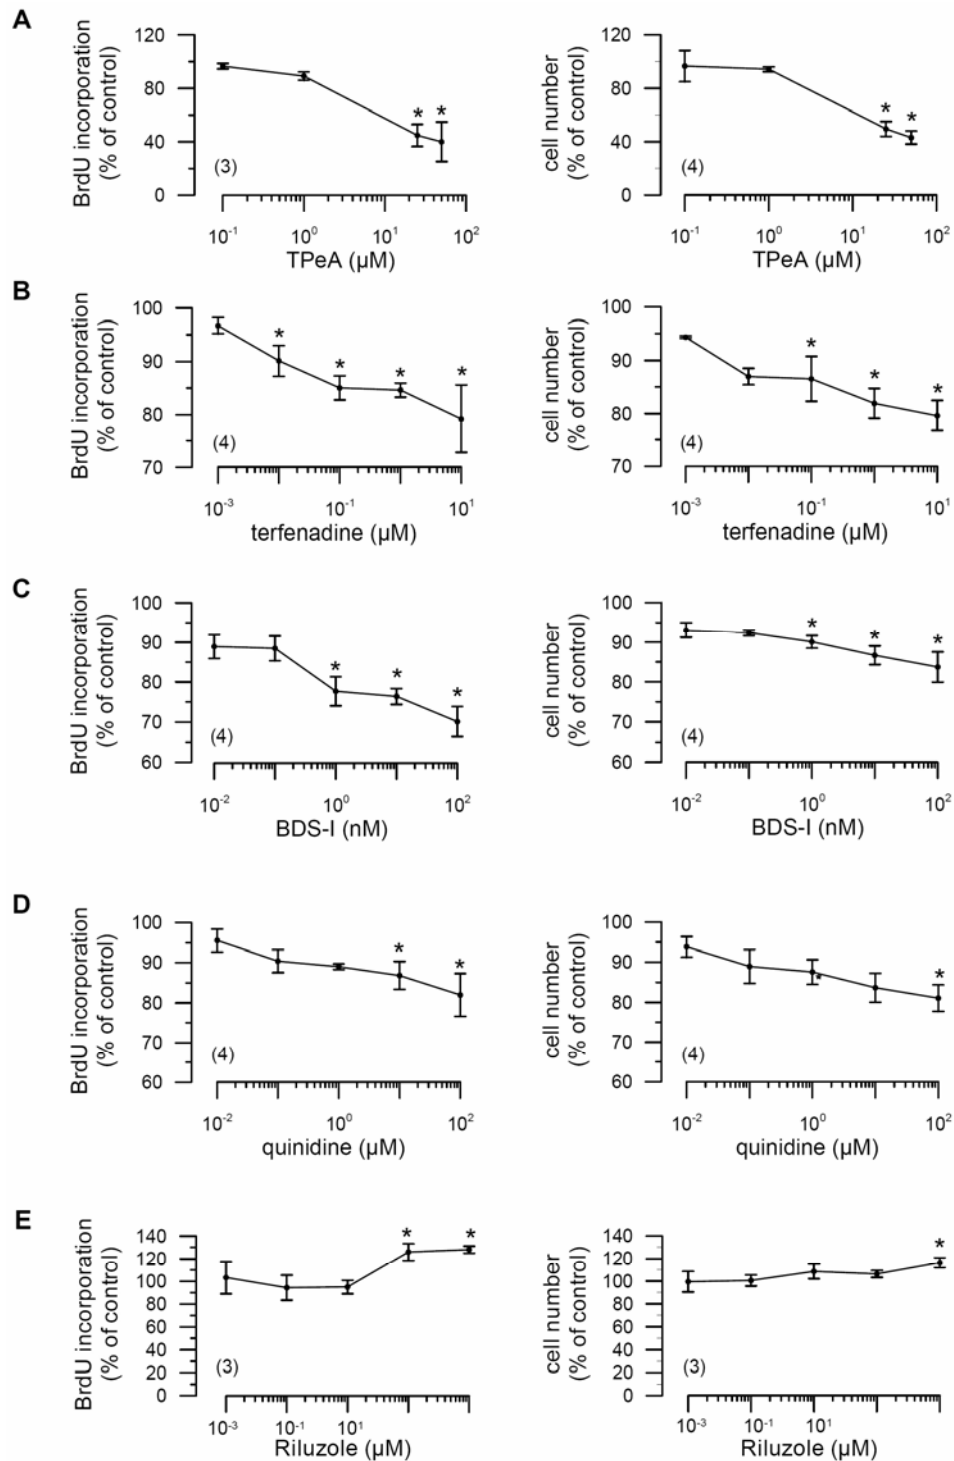 A
BrdU incorporation
(% of control)
120
80
40
0
* *
(3)
10⁻¹ 10⁰ 10¹ 10²
TPeA (µM)
cell number
(% of control)
120
80
40
0
* *
(4)
10⁻¹ 10⁰ 10¹ 10²
TPeA (µM)
B
BrdU incorporation
(% of control)
100
90
80
70
* * * *
(4)
10⁻³ 10⁻¹ 10¹
terfenadine (µM)
cell number
(% of control)
100
90
80
70
* * *
(4)
10⁻³ 10⁻¹ 10¹
terfenadine (µM)
C
BrdU incorporation
(% of control)
100
90
80
70
60
* * *
(4)
10⁻² 10⁰ 10²
BDS-I (nM)
cell number
(% of control)
100
90
80
70
60
* * *
(4)
10⁻² 10⁰ 10²
BDS-I (nM)
D
BrdU incorporation
(% of control)
100
90
80
70
60
* *
(4)
10⁻² 10⁰ 10²
quinidine (µM)
cell number
(% of control)
100
90
80
70
60
* *
(4)
10⁻² 10⁰ 10²
quinidine (µM)
E
BrdU incorporation
(% of control)
140
120
100
80
60
40
20
0
* *
(3)
10⁻³ 10⁻¹ 10¹
Riluzole (µM)
cell number
(% of control)
140
120
100
80
60
40
20
0
*
(3)
10⁻³ 10⁻¹ 10¹
Riluzole (µM)